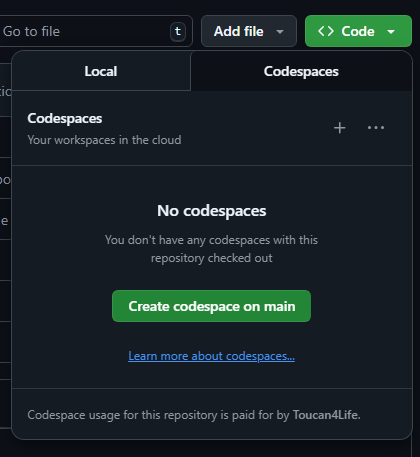 Go to file
t
Add file
<> Code
Local
Codespaces
Codespaces
Your workspaces in the cloud
No codespaces
You don't have any codespaces with this
repository checked out
Create codespace on main
Learn more about codespaces...
Codespace usage for this repository is paid for by Toucan4Life.